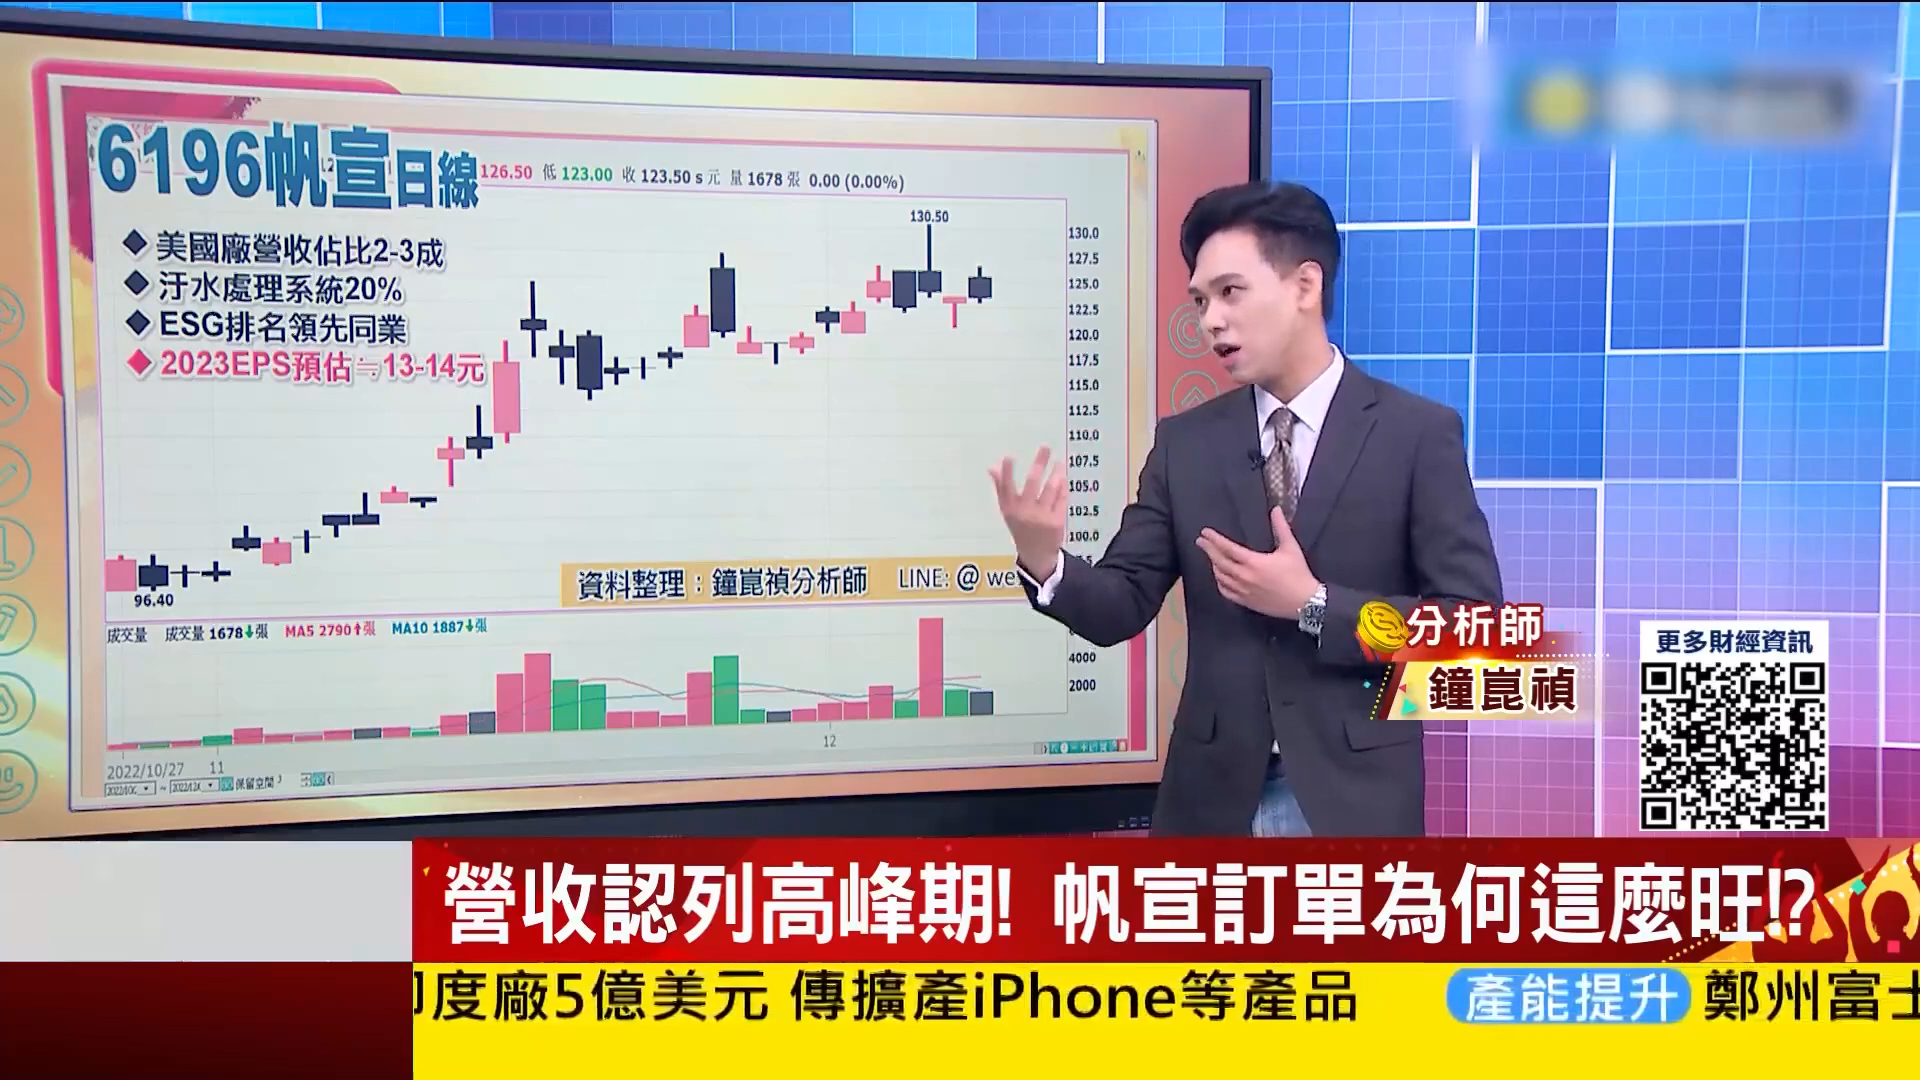 6196帆宣日線
126.50 低 123.00 收 123.50 s 元 量 1678 張 0.00 (0.00%)
◆美國廠營收佔比2-3成
◆汙水處理系統20%
◆ESG排名領先同業
◆2023EPS預估≒13-14元
130.50
130.0
127.5
125.0
122.5
120.0
117.5
115.0
112.5
110.0
107.5
105.0
102.5
100.0
96.40
資料整理：鐘崑禎分析師 LINE: @ we
成交量 成交量 1678↓張 MA5 2790↑張 MA10 1887↓張
4000
2000
2022/10/27 11 12
保留空間
分析師
鐘崑禎
更多財經資訊
營收認列高峰期! 帆宣訂單為何這麼旺!?
度廠5億美元 傳擴產iPhone等產品 產能提升 鄭州富士